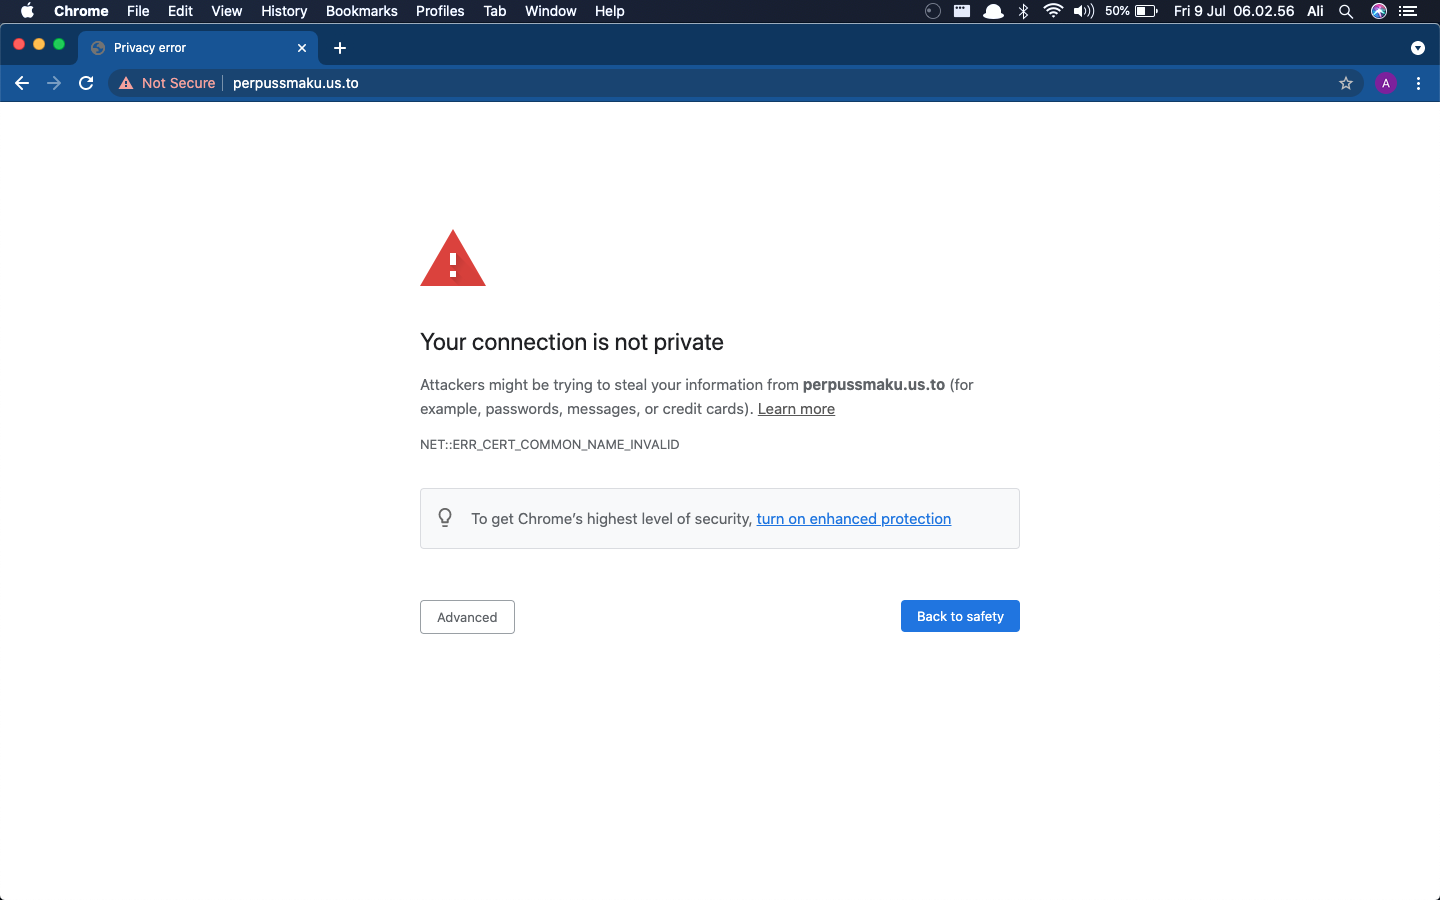 Chrome File Edit View History Bookmarks Profiles Tab Window Help 50% Fri 9 Jul 06.02.56 Ali
Privacy error
Not Secure perpussmaku.us.to A
Your connection is not private
Attackers might be trying to steal your information from perpussmaku.us.to (for
example, passwords, messages, or credit cards). Learn more
NET::ERR_CERT_COMMON_NAME_INVALID
To get Chrome's highest level of security, turn on enhanced protection
Advanced Back to safety